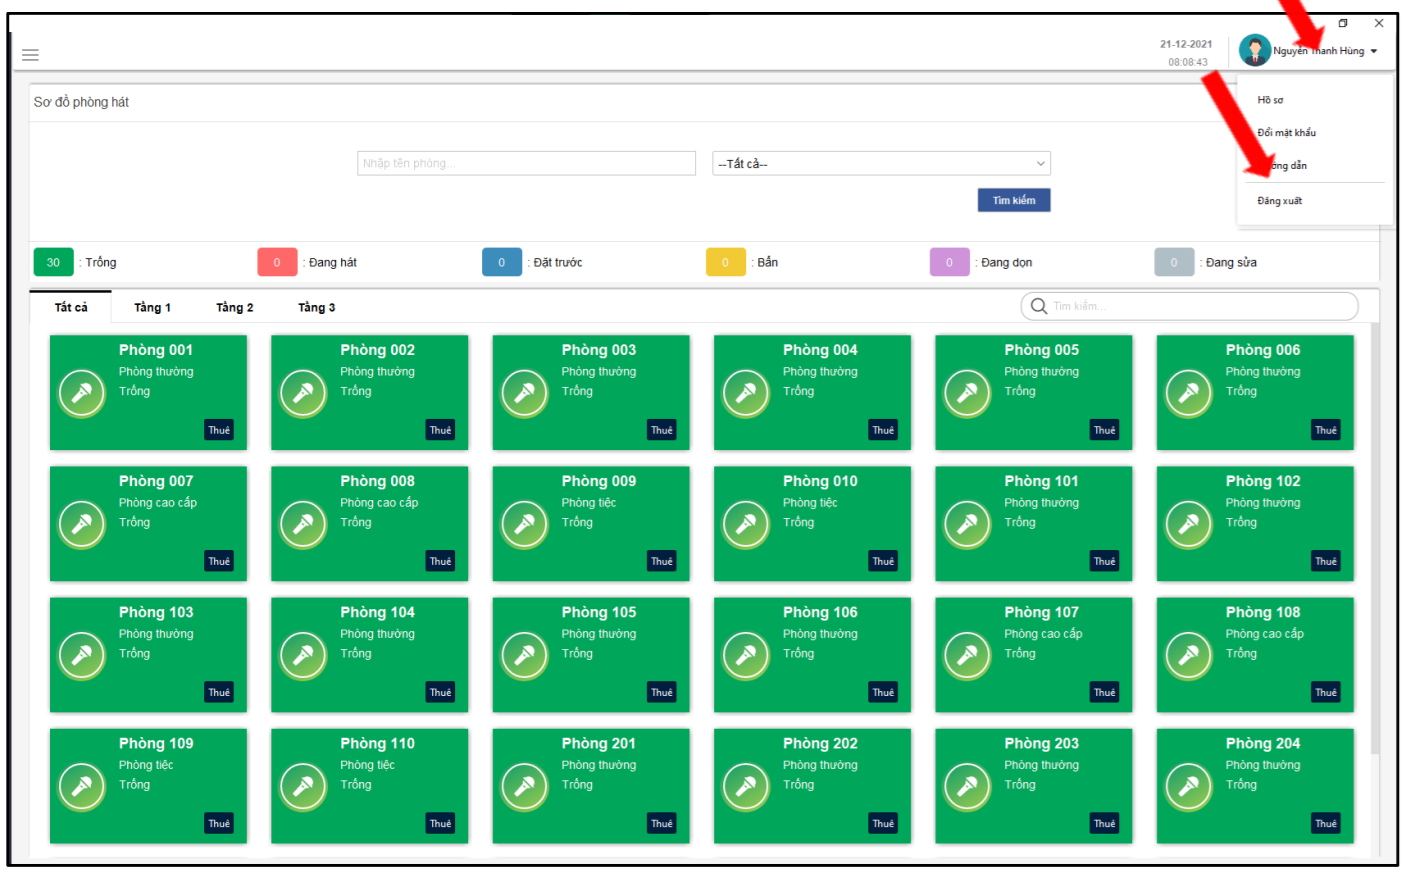 21-12-2021
08:08:43
Nguyễn Thanh Hùng
Sơ đồ phòng hát
Hồ sơ
Đổi mật khẩu
dẫn
Đăng xuất
Nhập tên phòng...
--Tất cả--
Tìm kiếm
30 : Trống
0 : Đang hát
0 : Đặt trước
0 : Bẩn
0 : Đang dọn
0 : Đang sửa
Tất cả Tầng 1 Tầng 2 Tầng 3
Tìm kiếm...
Phòng 001
Phòng thường
Trống
Thuê
Phòng 002
Phòng thường
Trống
Thuê
Phòng 003
Phòng thường
Trống
Thuê
Phòng 004
Phòng thường
Trống
Thuê
Phòng 005
Phòng thường
Trống
Thuê
Phòng 006
Phòng thường
Trống
Thuê
Phòng 007
Phòng cao cấp
Trống
Thuê
Phòng 008
Phòng cao cấp
Trống
Thuê
Phòng 009
Phòng tiệc
Trống
Thuê
Phòng 010
Phòng tiệc
Trống
Thuê
Phòng 101
Phòng thường
Trống
Thuê
Phòng 102
Phòng thường
Trống
Thuê
Phòng 103
Phòng thường
Trống
Thuê
Phòng 104
Phòng thường
Trống
Thuê
Phòng 105
Phòng thường
Trống
Thuê
Phòng 106
Phòng thường
Trống
Thuê
Phòng 107
Phòng cao cấp
Trống
Thuê
Phòng 108
Phòng cao cấp
Trống
Thuê
Phòng 109
Phòng tiệc
Trống
Thuê
Phòng 110
Phòng tiệc
Trống
Thuê
Phòng 201
Phòng thường
Trống
Thuê
Phòng 202
Phòng thường
Trống
Thuê
Phòng 203
Phòng thường
Trống
Thuê
Phòng 204
Phòng thường
Trống
Thuê